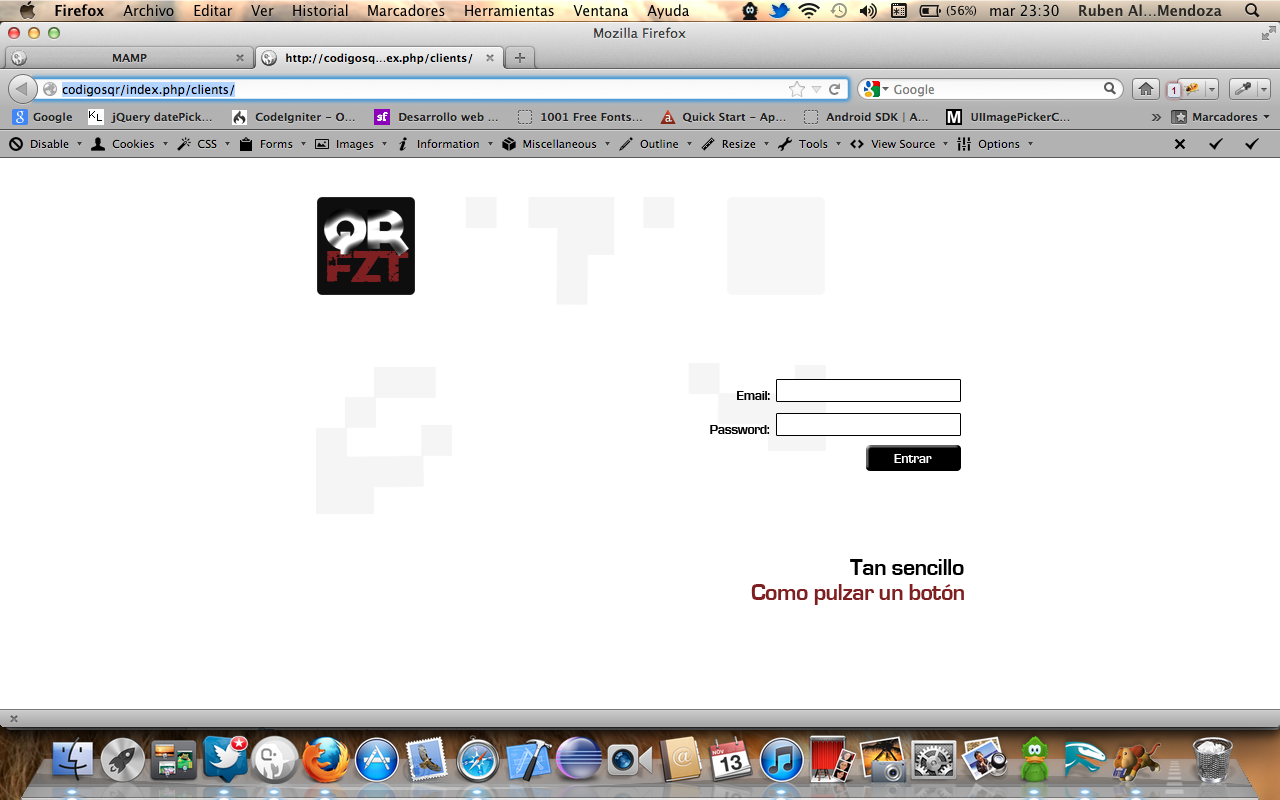 Firefox Archivo Editar Ver Historial Marcadores Herramientas Ventana Ayuda (56%) mar 23:30 Ruben Al...Mendoza
Mozilla Firefox
MAMP http://codigosq...ex.php/clients/
codigosqr/index.php/clients/ Google 1
Google jQuery datePick... CodeIgniter - O... Desarrollo web ... 1001 Free Fonts... Quick Start - Ap... Android SDK | A... UIImagePickerC... » Marcadores
Disable Cookies CSS Forms Images Information Miscellaneous Outline Resize Tools View Source Options
QR
FZT
Email:
Password:
Entrar
Tan sencillo
Como pulzar un botón
NOV
13